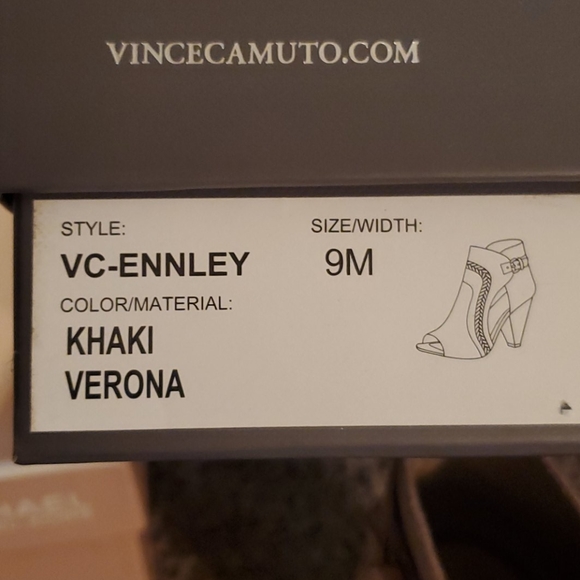 VINCECAMUTO.COM
STYLE:
SIZE/WIDTH:
VC-ENNLEY
9M
COLOR/MATERIAL:
KHAKI
VERONA